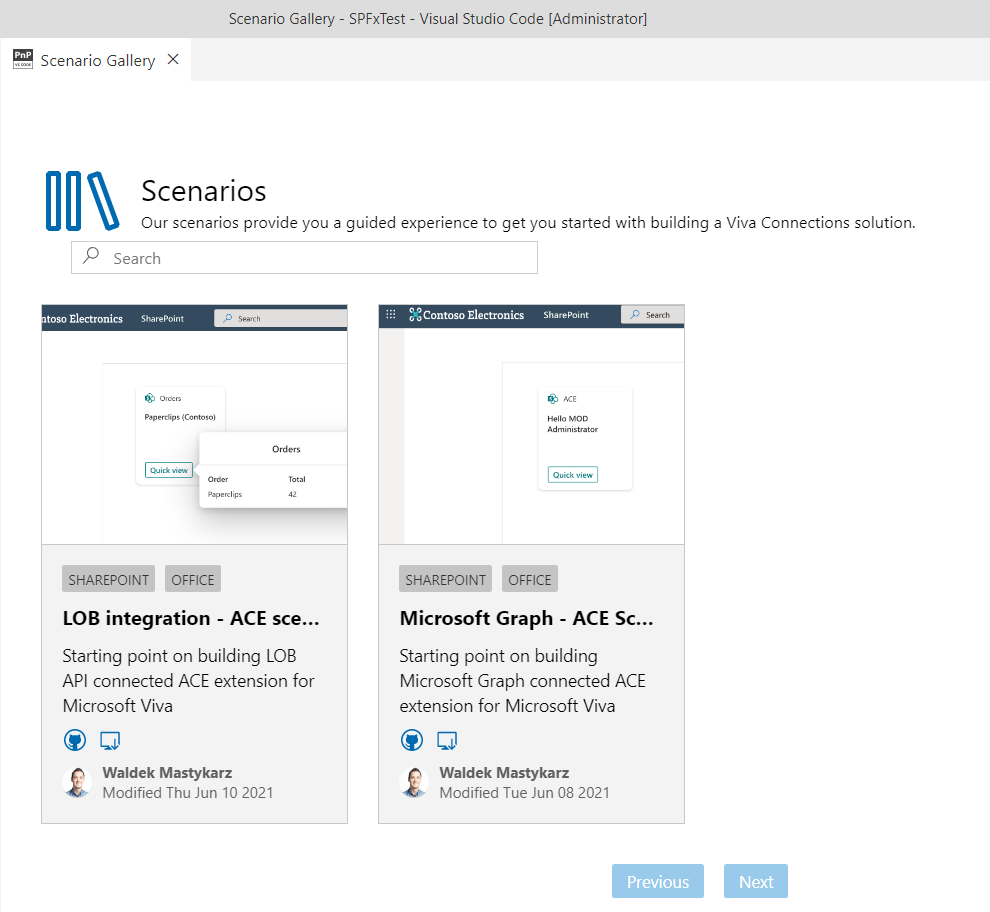 Scenario Gallery - SPFxTest - Visual Studio Code [Administrator]
PnP
VS CODE
Scenario Gallery
Scenarios
Our scenarios provide you a guided experience to get you started with building a Viva Connections solution.
Search
ntoso Electronics SharePoint Search
Orders
Paperclips (Contoso)
Quick view
Orders
Order Total
Paperclips 42
SHAREPOINT OFFICE
LOB integration - ACE sce...
Starting point on building LOB
API connected ACE extension for
Microsoft Viva
Waldek Mastykarz
Modified Thu Jun 10 2021
Contoso Electronics SharePoint Search
ACE
Hello MOD
Administrator
Quick view
SHAREPOINT OFFICE
Microsoft Graph - ACE Sc...
Starting point on building
Microsoft Graph connected ACE
extension for Microsoft Viva
Waldek Mastykarz
Modified Tue Jun 08 2021
Previous Next